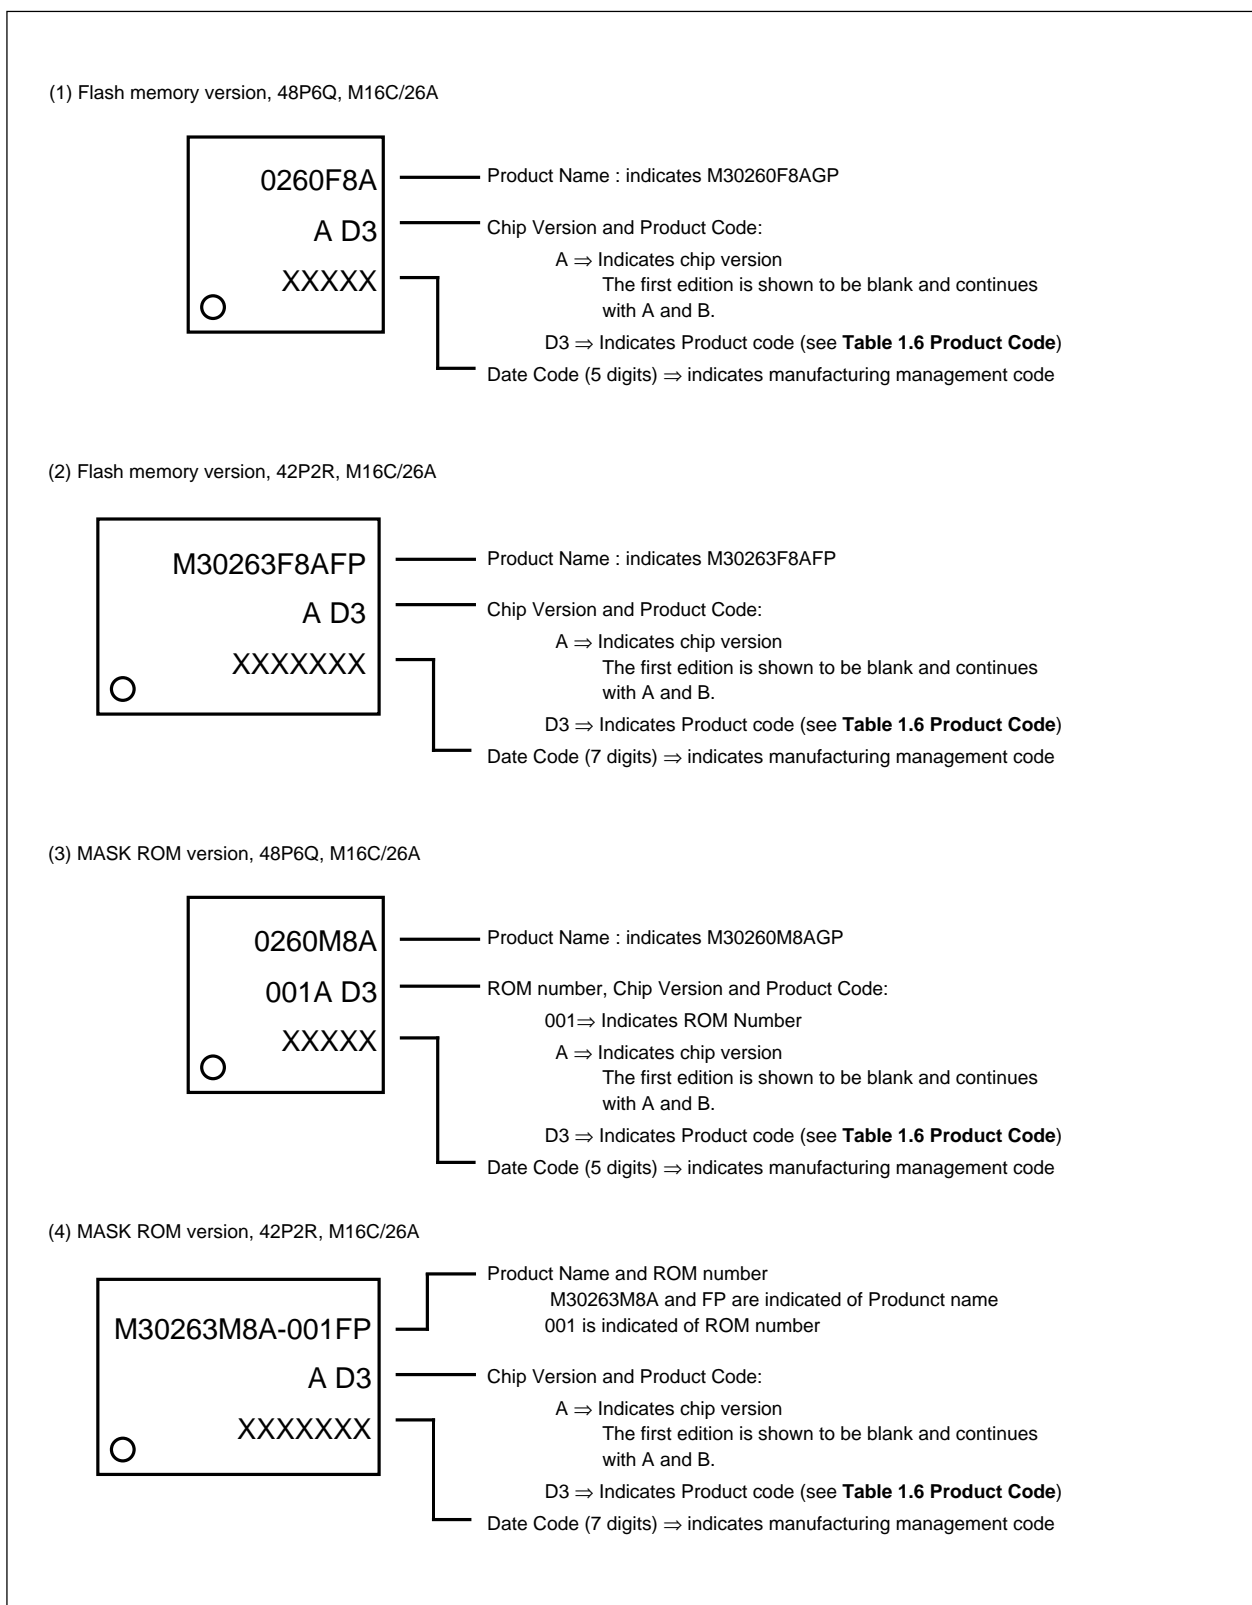 (1) Flash memory version, 48P6Q, M16C/26A
0260F8A
A D3
XXXXX
Product Name : indicates M30260F8AGP
Chip Version and Product Code:
A ⇒ Indicates chip version
The first edition is shown to be blank and continues
with A and B.
D3 ⇒ Indicates Product code (see Table 1.6 Product Code)
Date Code (5 digits) ⇒ indicates manufacturing management code
(2) Flash memory version, 42P2R, M16C/26A
M30263F8AFP
A D3
XXXXXXX
Product Name : indicates M30263F8AFP
Chip Version and Product Code:
A ⇒ Indicates chip version
The first edition is shown to be blank and continues
with A and B.
D3 ⇒ Indicates Product code (see Table 1.6 Product Code)
Date Code (7 digits) ⇒ indicates manufacturing management code
(3) MASK ROM version, 48P6Q, M16C/26A
0260M8A
001A D3
XXXXX
Product Name : indicates M30260M8AGP
ROM number, Chip Version and Product Code:
001⇒ Indicates ROM Number
A ⇒ Indicates chip version
The first edition is shown to be blank and continues
with A and B.
D3 ⇒ Indicates Product code (see Table 1.6 Product Code)
Date Code (5 digits) ⇒ indicates manufacturing management code
(4) MASK ROM version, 42P2R, M16C/26A
M30263M8A-001FP
A D3
XXXXXXX
Product Name and ROM number
M30263M8A and FP are indicated of Produnct name
001 is indicated of ROM number
Chip Version and Product Code:
A ⇒ Indicates chip version
The first edition is shown to be blank and continues
with A and B.
D3 ⇒ Indicates Product code (see Table 1.6 Product Code)
Date Code (7 digits) ⇒ indicates manufacturing management code